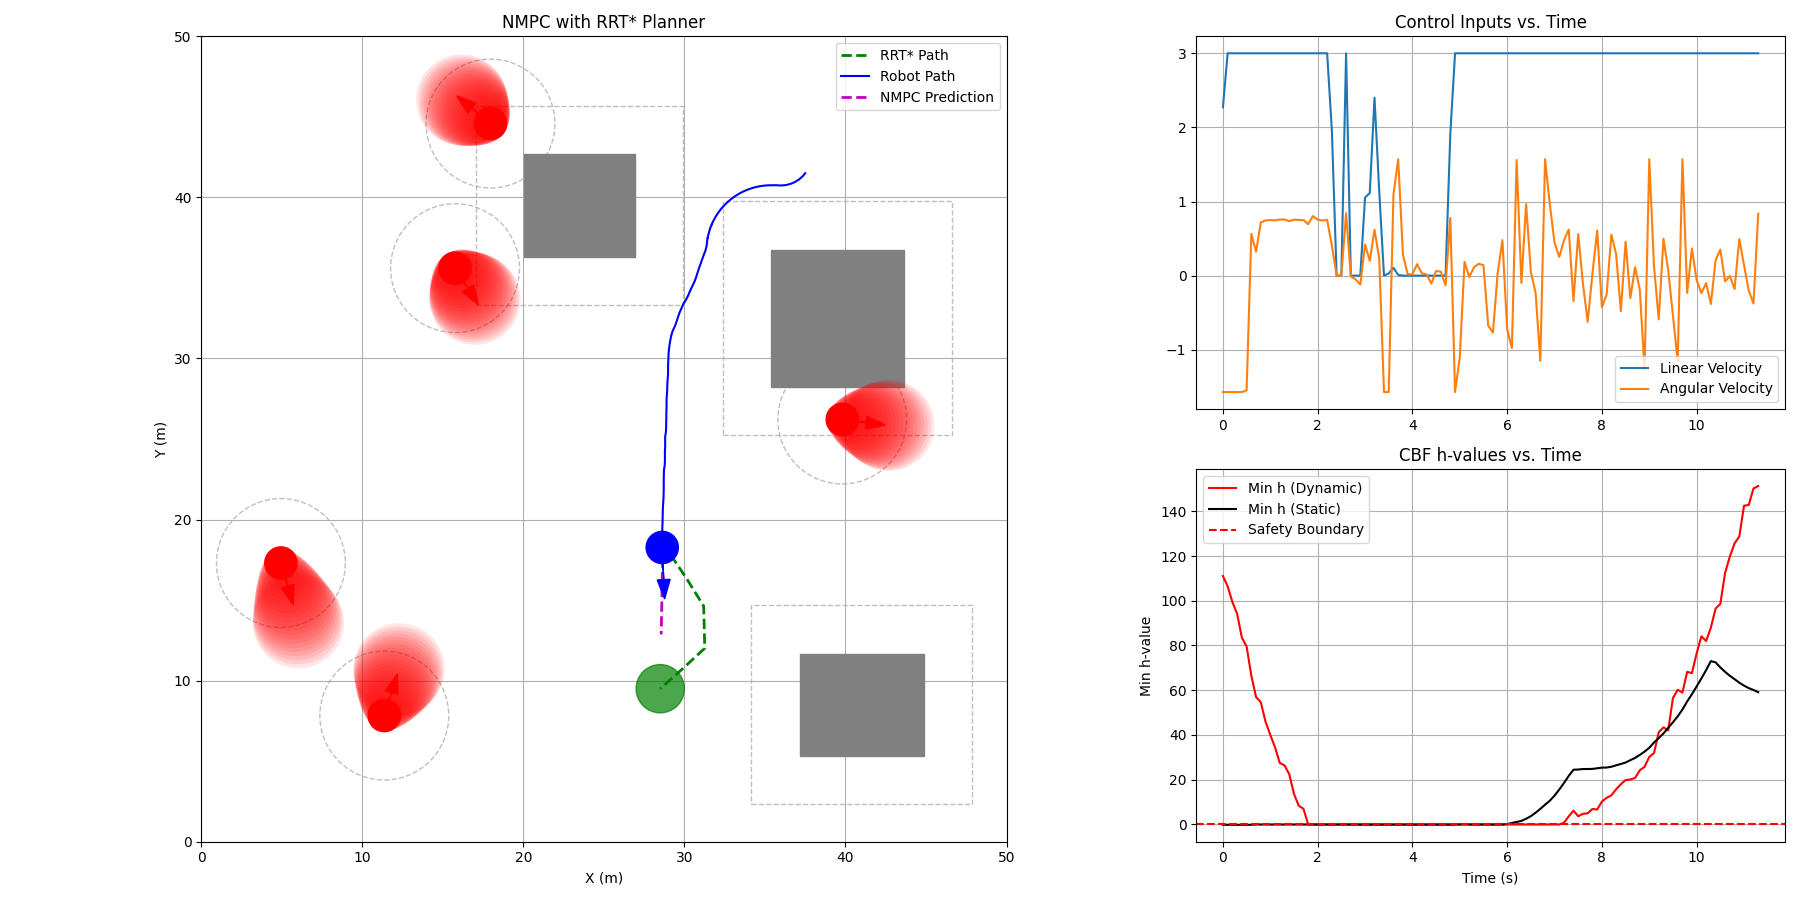 NMPC with RRT* Planner
50
40
30
20
10
0
0 10 20 30 40 50
Y (m)
X (m)
RRT* Path
Robot Path
NMPC Prediction
Control Inputs vs. Time
3
2
1
0
−1
0 2 4 6 8 10
Linear Velocity
Angular Velocity
CBF h-values vs. Time
Min h-value
140
120
100
80
60
40
20
0
0 2 4 6 8 10
Time (s)
Min h (Dynamic)
Min h (Static)
Safety Boundary